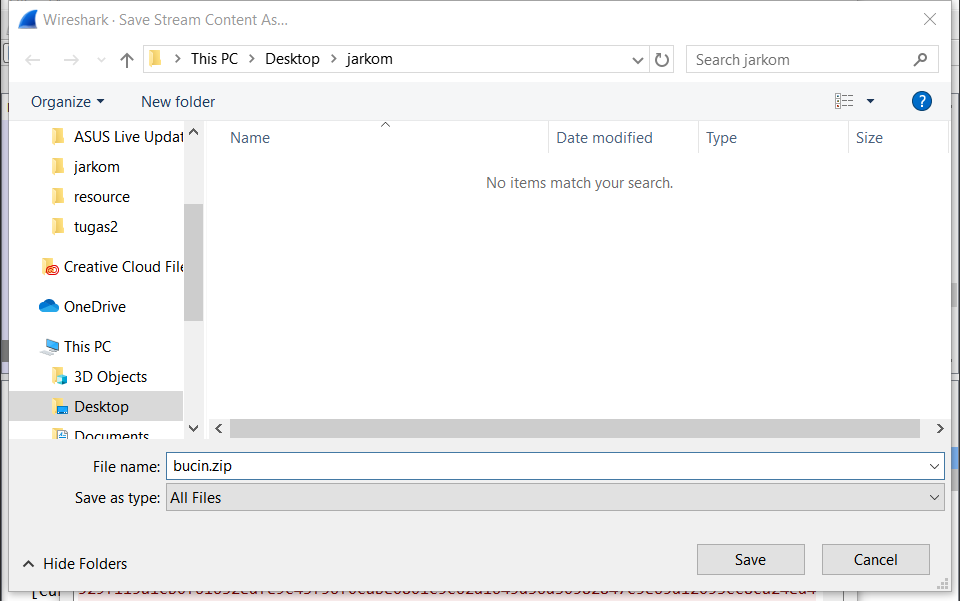 Wireshark · Save Stream Content As...
This PC > Desktop > jarkom
Search jarkom
Organize
New folder
?
ASUS Live Updat
jarkom
resource
tugas2
Creative Cloud File
OneDrive
This PC
3D Objects
Desktop
Documents
Name
Date modified
Type
Size
No items match your search.
File name: bucin.zip
Save as type: All Files
Hide Folders
Save
Cancel